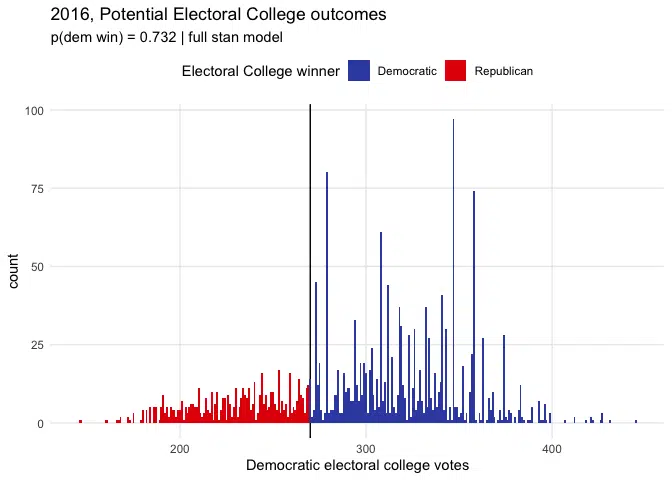 2016, Potential Electoral College outcomes
p(dem win) = 0.732 | full stan model
Electoral College winner Democratic Republican
100
75
50
25
0
count
200 300 400
Democratic electoral college votes